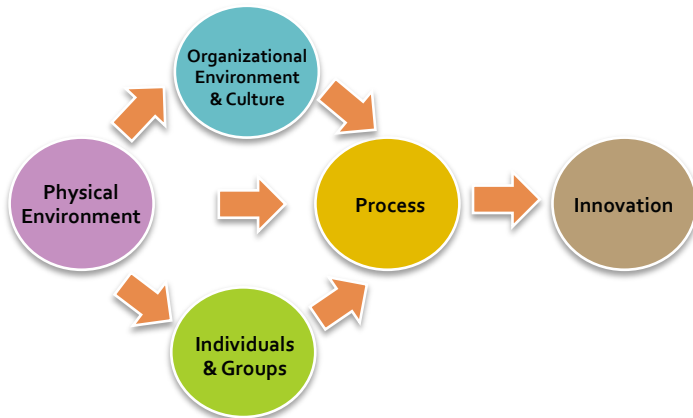 Organizational
Environment
& Culture
Physical
Environment
Process
Innovation
Individuals
& Groups